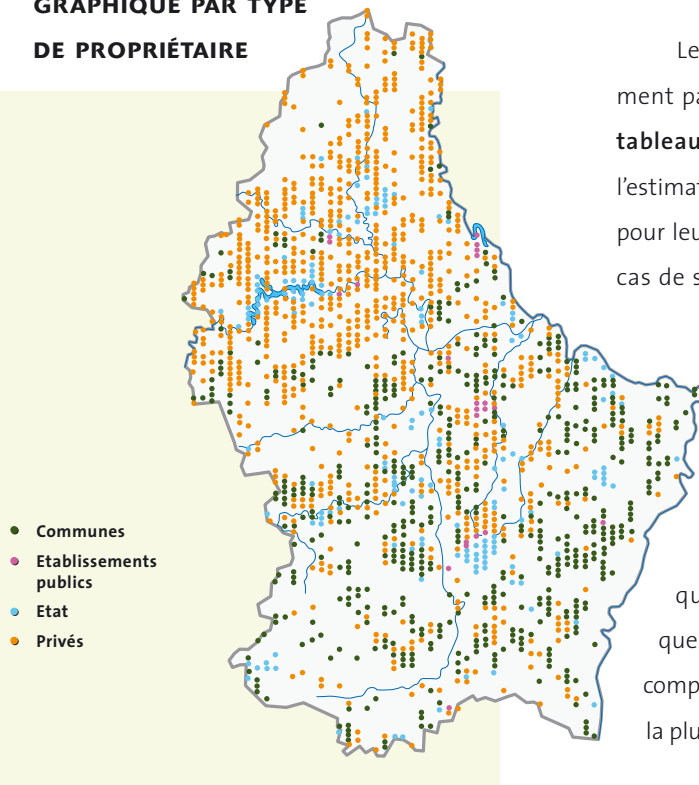 GRAPHIQUE PAR TYPE
DE PROPRIÉTAIRE
Communes
Etablissements
publics
Etat
Privés
Le
ment pa
tableau
l’estimat
pour leu
cas de s
qu
que
comp
la plu